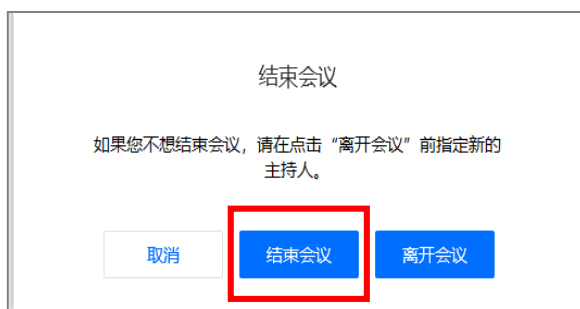 结束会议
如果您不想结束会议，请在点击“离开会议”前指定新的
主持人。
取消
结束会议
离开会议